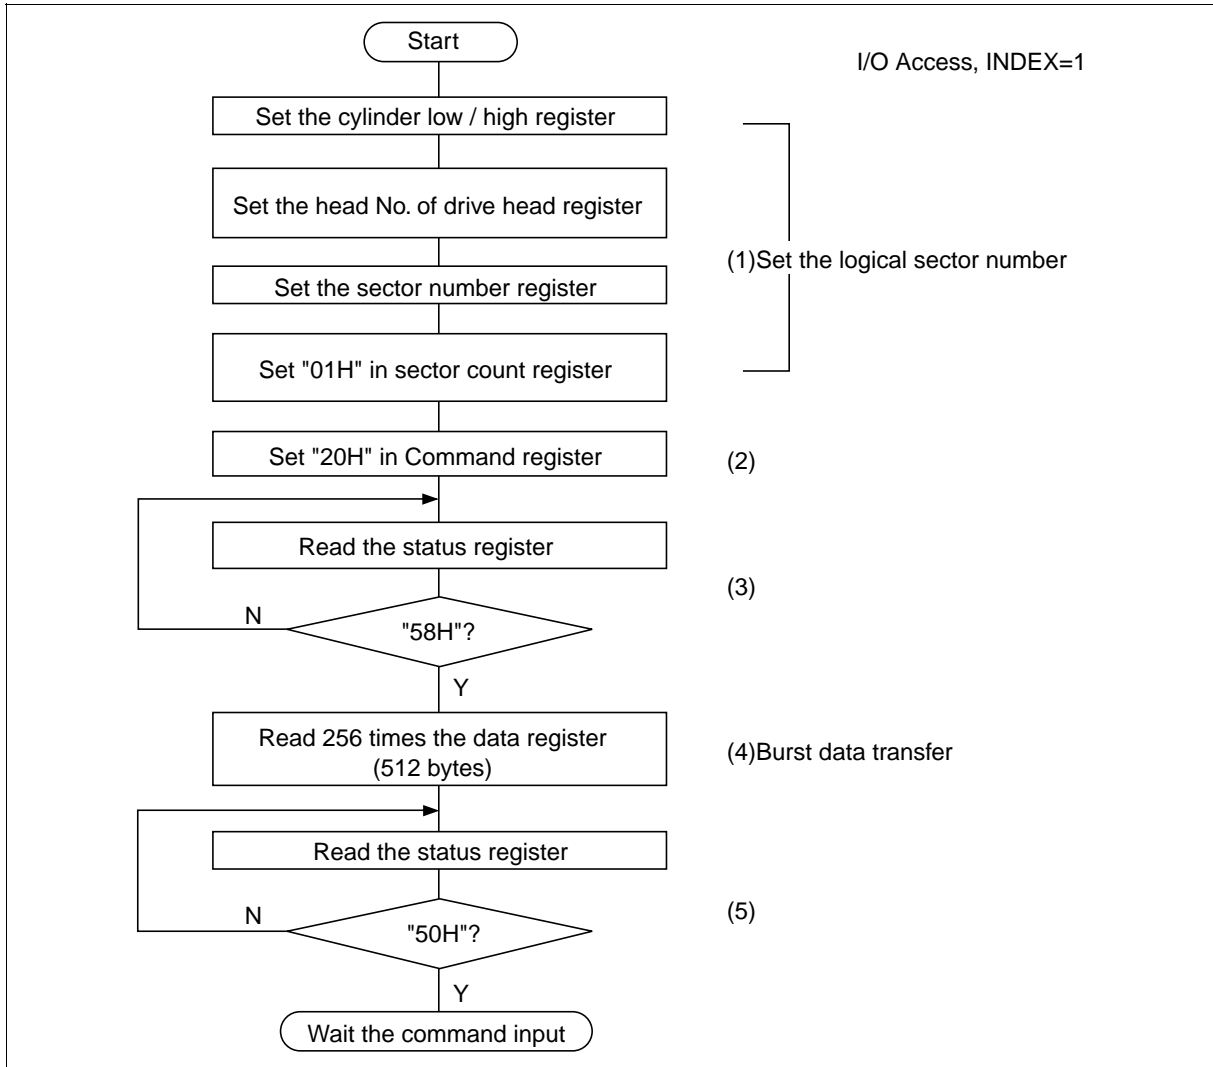 Start
I/O Access, INDEX=1
Set the cylinder low / high register
Set the head No. of drive head register
(1)Set the logical sector number
Set the sector number register
Set "01H" in sector count register
Set "20H" in Command register
(2)
Read the status register
(3)
N
"58H"?
Y
Read 256 times the data register
(512 bytes)
(4)Burst data transfer
Read the status register
N
(5)
"50H"?
Y
Wait the command input